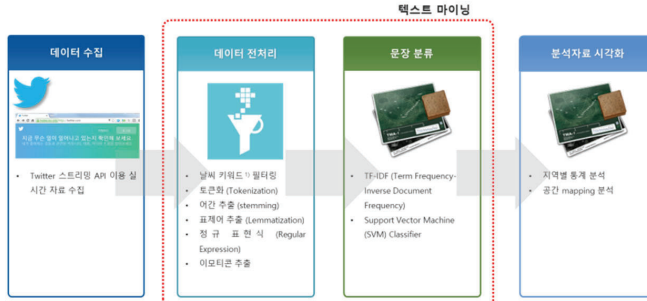 텍스트 마이닝
데이터 수집
Twitter 스트리밍 API 이용 실
시간 자료 수집
데이터 전처리
날씨 키워드¹⁾ 필터링
토큰화 (Tokenization)
어간 추출 (stemming)
표제어 추출 (Lemmatization)
정규 표현식 (Regular
Expression)
이모티콘 추출
문장 분류
TF-IDF (Term Frequency-
Inverse Document
Frequency)
Support Vector Machine
(SVM) Classifier
분석자료 시각화
지역별 통계 분석
공간 mapping 분석